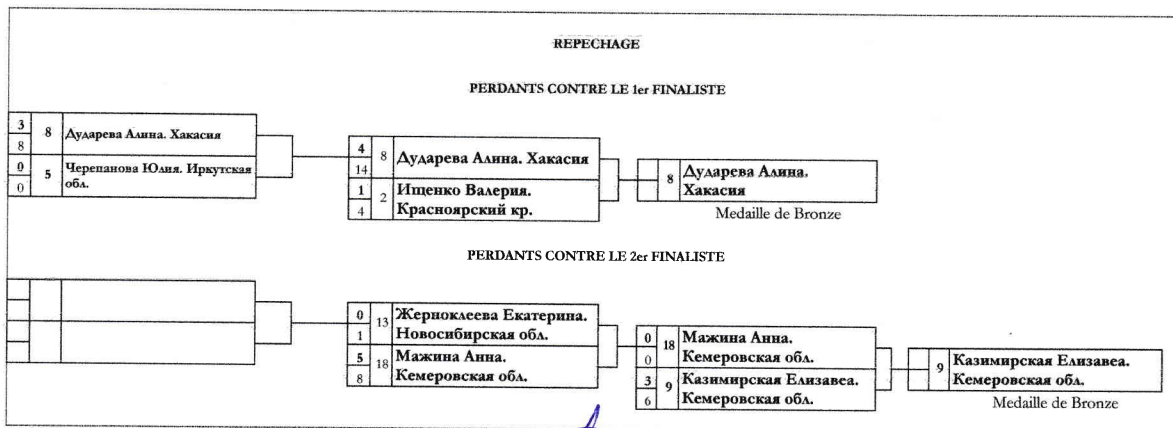 REPECHAGE
PERDANTS CONTRE LE 1er FINALISTE
3
8
8
Дударева Алина. Хакасия
0
0
5
Черепанова Юлия. Иркутская
обл.
4
14
8
Дударева Алина. Хакасия
1
4
2
Ищенко Валерия.
Красноярский кр.
8
Дударева Алина.
Хакасия
Medaille de Bronze
PERDANTS CONTRE LE 2er FINALISTE
0
1
13
Жерноклеева Екатерина.
Новосибирская обл.
5
8
18
Мажина Анна.
Кемеровская обл.
0
0
18
Мажина Анна.
Кемеровская обл.
3
6
9
Казимирская Елизавеа.
Кемеровская обл.
9
Казимирская Елизавеа.
Кемеровская обл.
Medaille de Bronze